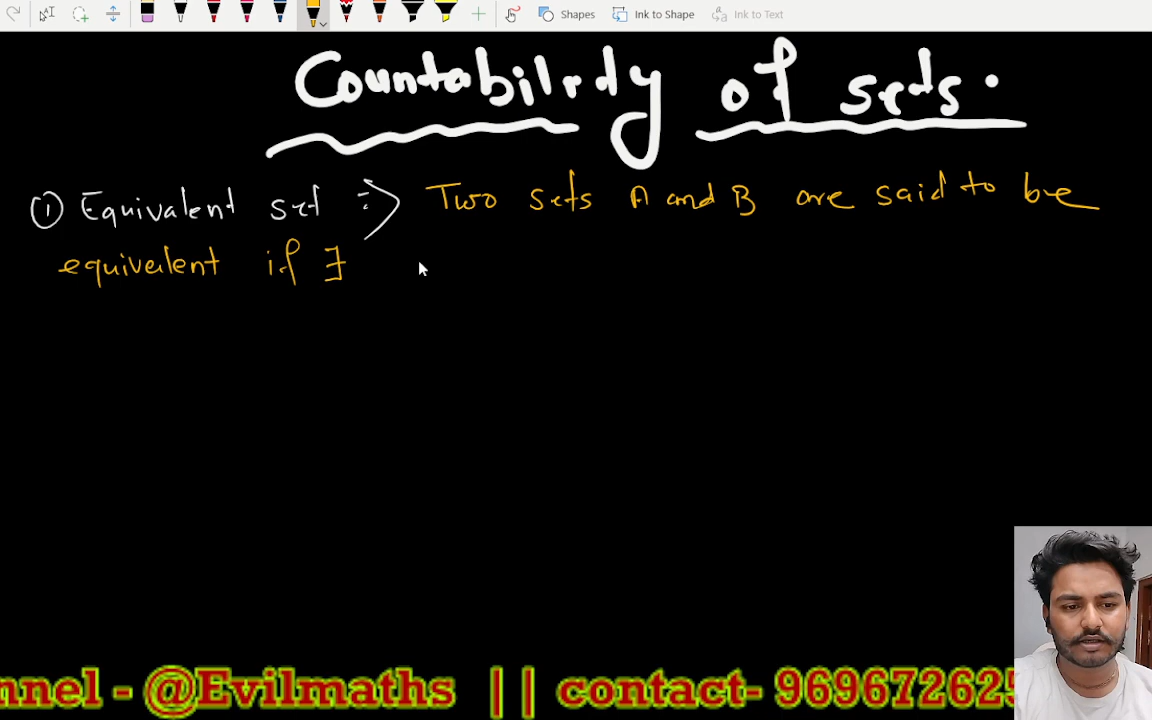 Shapes Ink to Shape Ink to Text
Countability of sets.
① Equivalent set :⇒ Two sets A and B are said to be
equivalent if ∃
nnel - @Evilmaths || contact- 969672625